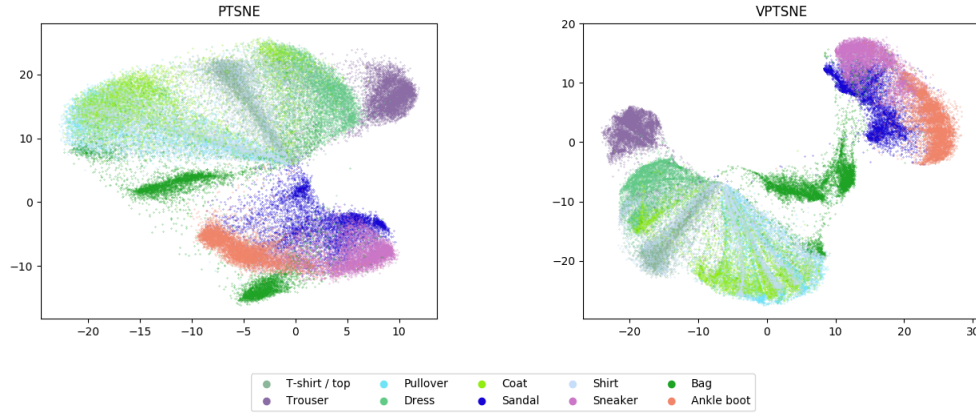 PTSNE
VPTSNE
20
10
0
−10
−20
−15
−10
−5
0
5
10
20
10
0
−10
−20
−20
−10
0
10
20
30
T-shirt / top
Pullover
Coat
Shirt
Bag
Trouser
Dress
Sandal
Sneaker
Ankle boot